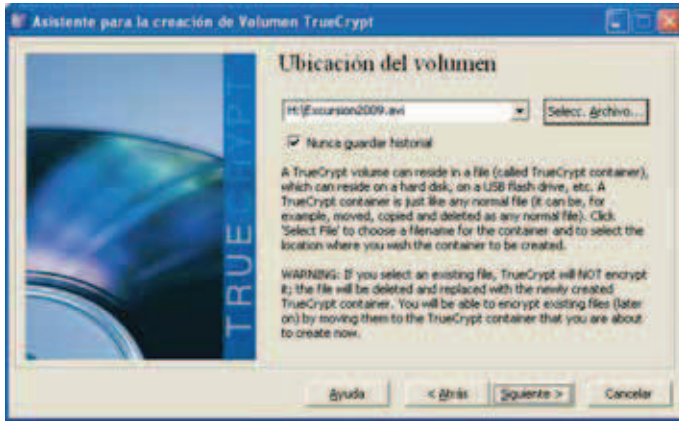 Asistente para la creación de Volumen TrueCrypt
TRUECRYPT
Ubicación del volumen
H:\Excursion2009.avi
Selecc. Archivo...
Nunca guardar historial
A TrueCrypt volume can reside in a file (called TrueCrypt container),
which can reside on a hard disk, on a USB flash drive, etc. A
TrueCrypt container is just like any normal file (it can be, for
example, moved, copied and deleted as any normal file). Click
'Select File' to choose a filename for the container and to select the
location where you wish the container to be created.
WARNING: If you select an existing file, TrueCrypt will NOT encrypt
it; the file will be deleted and replaced with the newly created
TrueCrypt container. You will be able to encrypt existing files (later
on) by moving them to the TrueCrypt container that you are about
to create now.
Ayuda
< Atrás
Siguiente >
Cancelar